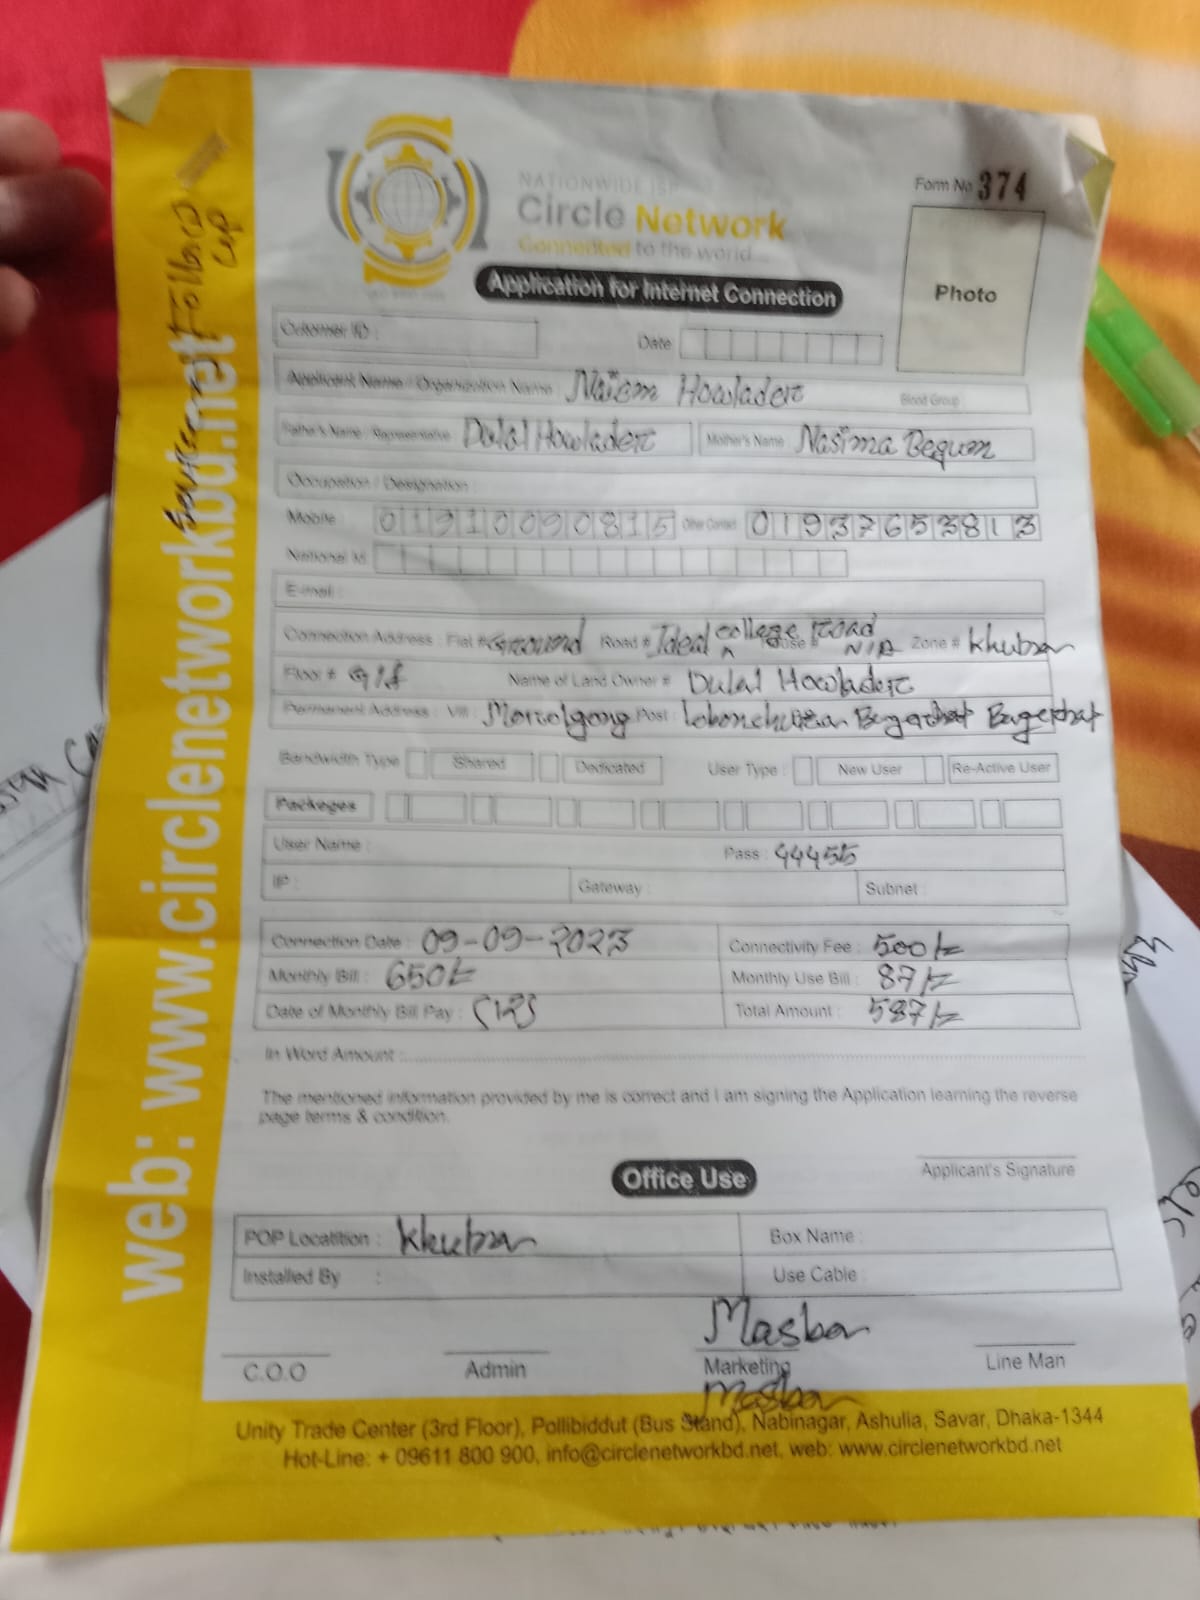 NATIONWIDE ISP
Circle Network
Connected to the world...
Form No 374
Photo
Application for Internet Connection
Customer ID :
Date
Applicant Name / Organization Name : Naiem Howlader
Blood Group
Father's Name / Representative Dulal Howlader Mother's Name Nasima Begum
Occupation / Designation :
Mobile 01910090815 Other Contact 01937653813
National Id
E-mail :
Connection Address : Flat # Ground Road # Ideal college road House # N/A Zone # Khubsan
Floor # Name of Land Owner # Dulal Howlader
Permanent Address : Vill : Post : Bagerhat Bagerhat
Bandwidth Type Shared Dedicated User Type : New User Re-Active User
Packeges
User Name : Pass : 44455
IP : Gateway : Subnet :
Connection Date : 09-09-2023 Connectivity Fee : 500/=
Monthly Bill : 650/= Monthly Use Bill : 87/=
Date of Monthly Bill Pay : Total Amount : 587/=
In Word Amount :
The mentioned information provided by me is correct and I am signing the Application learning the reverse
page terms & condition.
Applicant's Signature
Office Use
POP Locatition : Khubsan Box Name :
Installed By : Use Cable :
Masban
C.O.O Admin Marketing Line Man
Masban
Unity Trade Center (3rd Floor), Pollibiddut (Bus Stand), Nabinagar, Ashulia, Savar, Dhaka-1344
Hot-Line: + 09611 800 900, info@circlenetworkbd.net, web: www.circlenetworkbd.net
web: www.circlenetworkbd.net